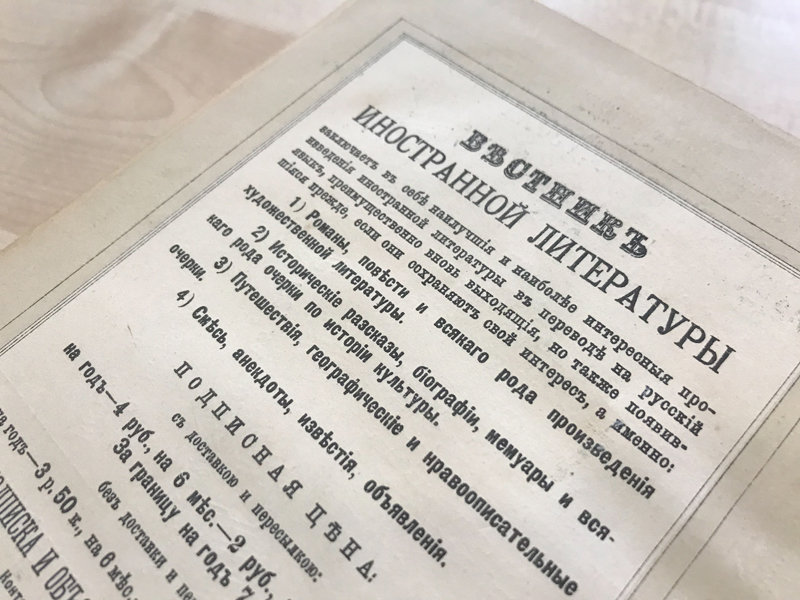 ВѢСТНИКЪ
ИНОСТРАННОЙ ЛИТЕРАТУРЫ
заключаетъ въ себѣ наилучшія и наиболѣе интересныя про-
изведенія иностранной литературы въ переводѣ на русскій
языкъ, преимущественно вновь выходящія, но также появив-
шіяся прежде, если они сохраняютъ свой интересъ, а именно:
1) Романы, повѣсти и всякаго рода произведенія
художественной литературы.
2) Историческіе разсказы, біографіи, мемуары и вся-
каго рода очерки по исторіи культуры.
3) Путешествія, географическіе и нравоописательные
очерки.
4) Смѣсь, анекдоты, извѣстія, объявленія.
ПОДПИСНАЯ ЦѢНА:
съ доставкою и пересылкою:
на годъ—4 руб., на 6 мѣс.—2 руб.,
За границу на годъ 7
безъ доставки и
на годъ—3 р. 50 к., на 6 мѣс.
И